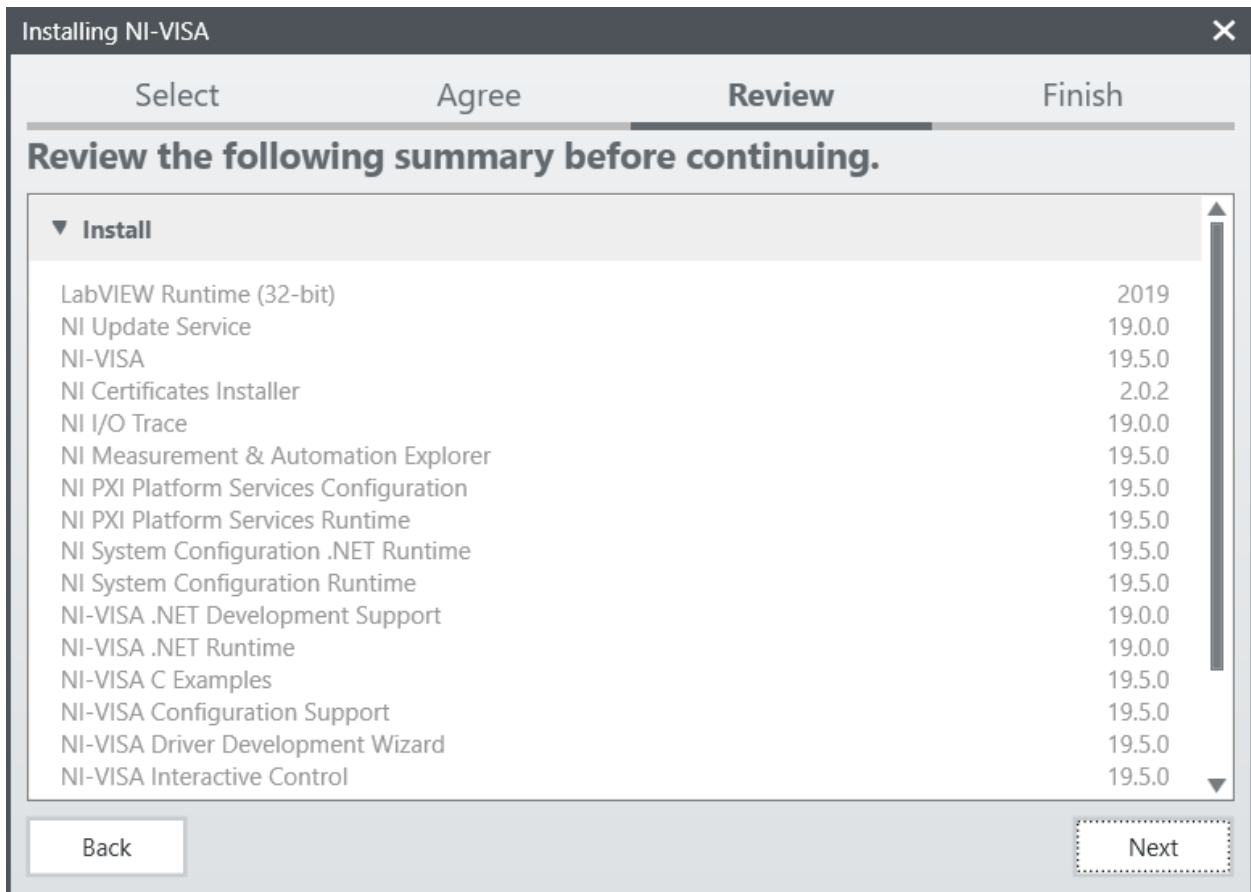 Installing NI-VISA
Select Agree Review Finish
Review the following summary before continuing.
Install
LabVIEW Runtime (32-bit) 2019
NI Update Service 19.0.0
NI-VISA 19.5.0
NI Certificates Installer 2.0.2
NI I/O Trace 19.0.0
NI Measurement & Automation Explorer 19.5.0
NI PXI Platform Services Configuration 19.5.0
NI PXI Platform Services Runtime 19.5.0
NI System Configuration .NET Runtime 19.5.0
NI System Configuration Runtime 19.5.0
NI-VISA .NET Development Support 19.0.0
NI-VISA .NET Runtime 19.0.0
NI-VISA C Examples 19.5.0
NI-VISA Configuration Support 19.5.0
NI-VISA Driver Development Wizard 19.5.0
NI-VISA Interactive Control 19.5.0
Back Next